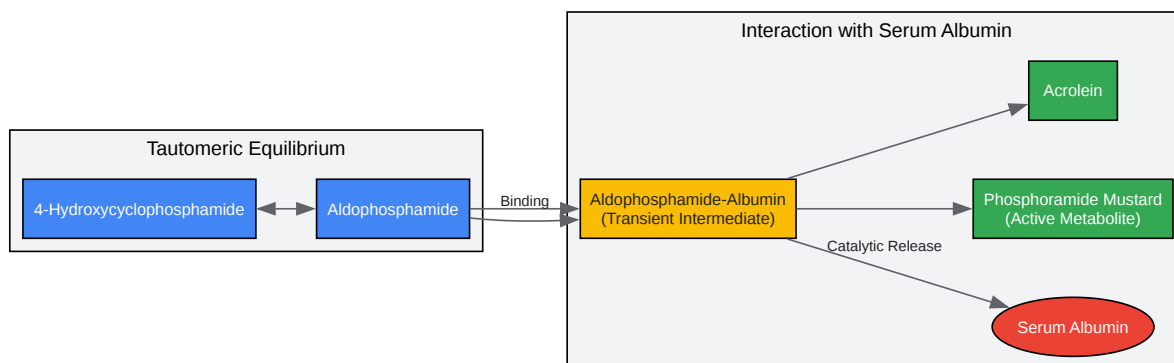 Interaction with Serum Albumin
Acrolein
Tautomeric Equilibrium
4-Hydroxycyclophosphamide
Aldophosphamide
Binding
Aldophosphamide-Albumin
(Transient Intermediate)
Phosphoramide Mustard
(Active Metabolite)
Catalytic Release
Serum Albumin